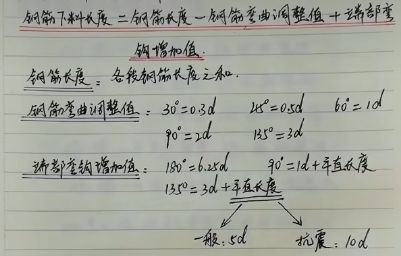 钢筋下料长度 = 钢筋长度 - 钢筋弯曲调整值 + 端部弯
钩增加值.
钢筋长度: 各段钢筋长度之和.
钢筋弯曲调整值: 30°=0.3d 45°=0.5d 60°=1d
90°=2d 135°=3d
端部弯钩增加值: 180°=6.25d 90°=1d+平直长度
135°=3d+平直长度
一般: 5d 抗震: 10d